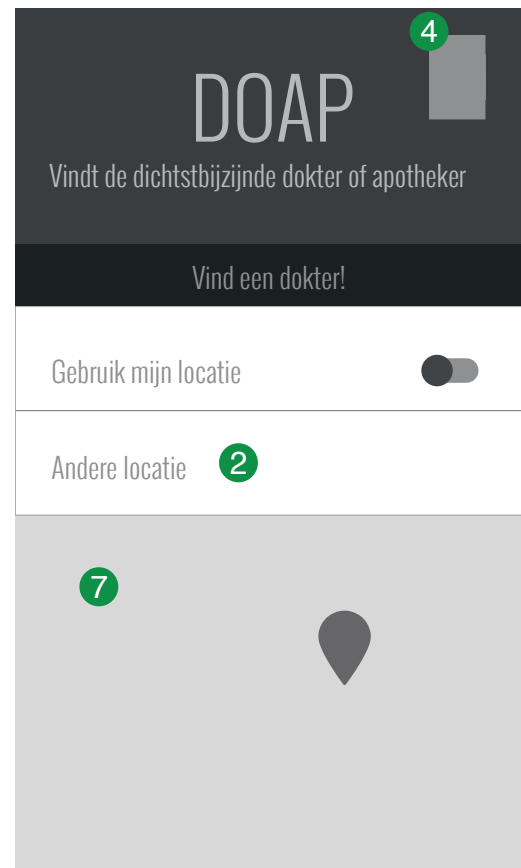 4
DOAP
Vindt de dichtstbijzijnde dokter of apotheker
Vind een dokter!
Gebruik mijn locatie
Andere locatie 2
7